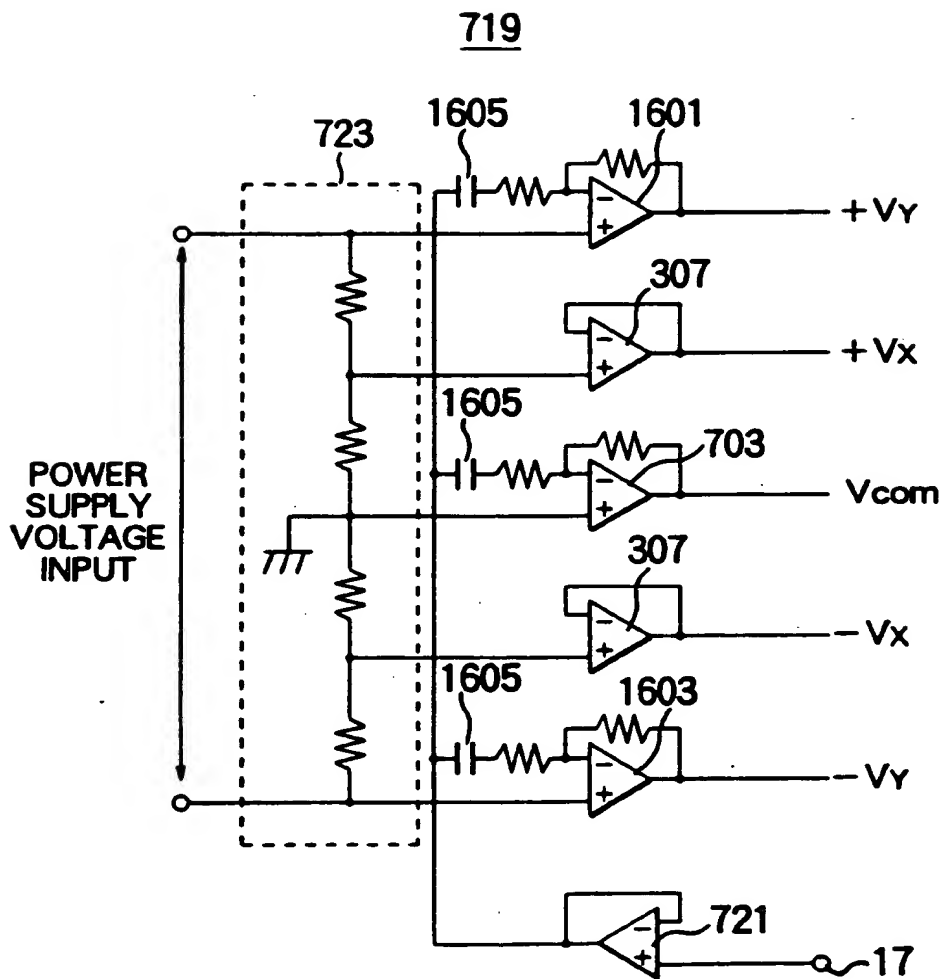 719
1605
1601
723
− +
+VY
307
− +
+VX
1605
703
− +
Vcom
POWER
SUPPLY
VOLTAGE
INPUT
307
− +
−VX
1605
1603
− +
−VY
− +
721
17